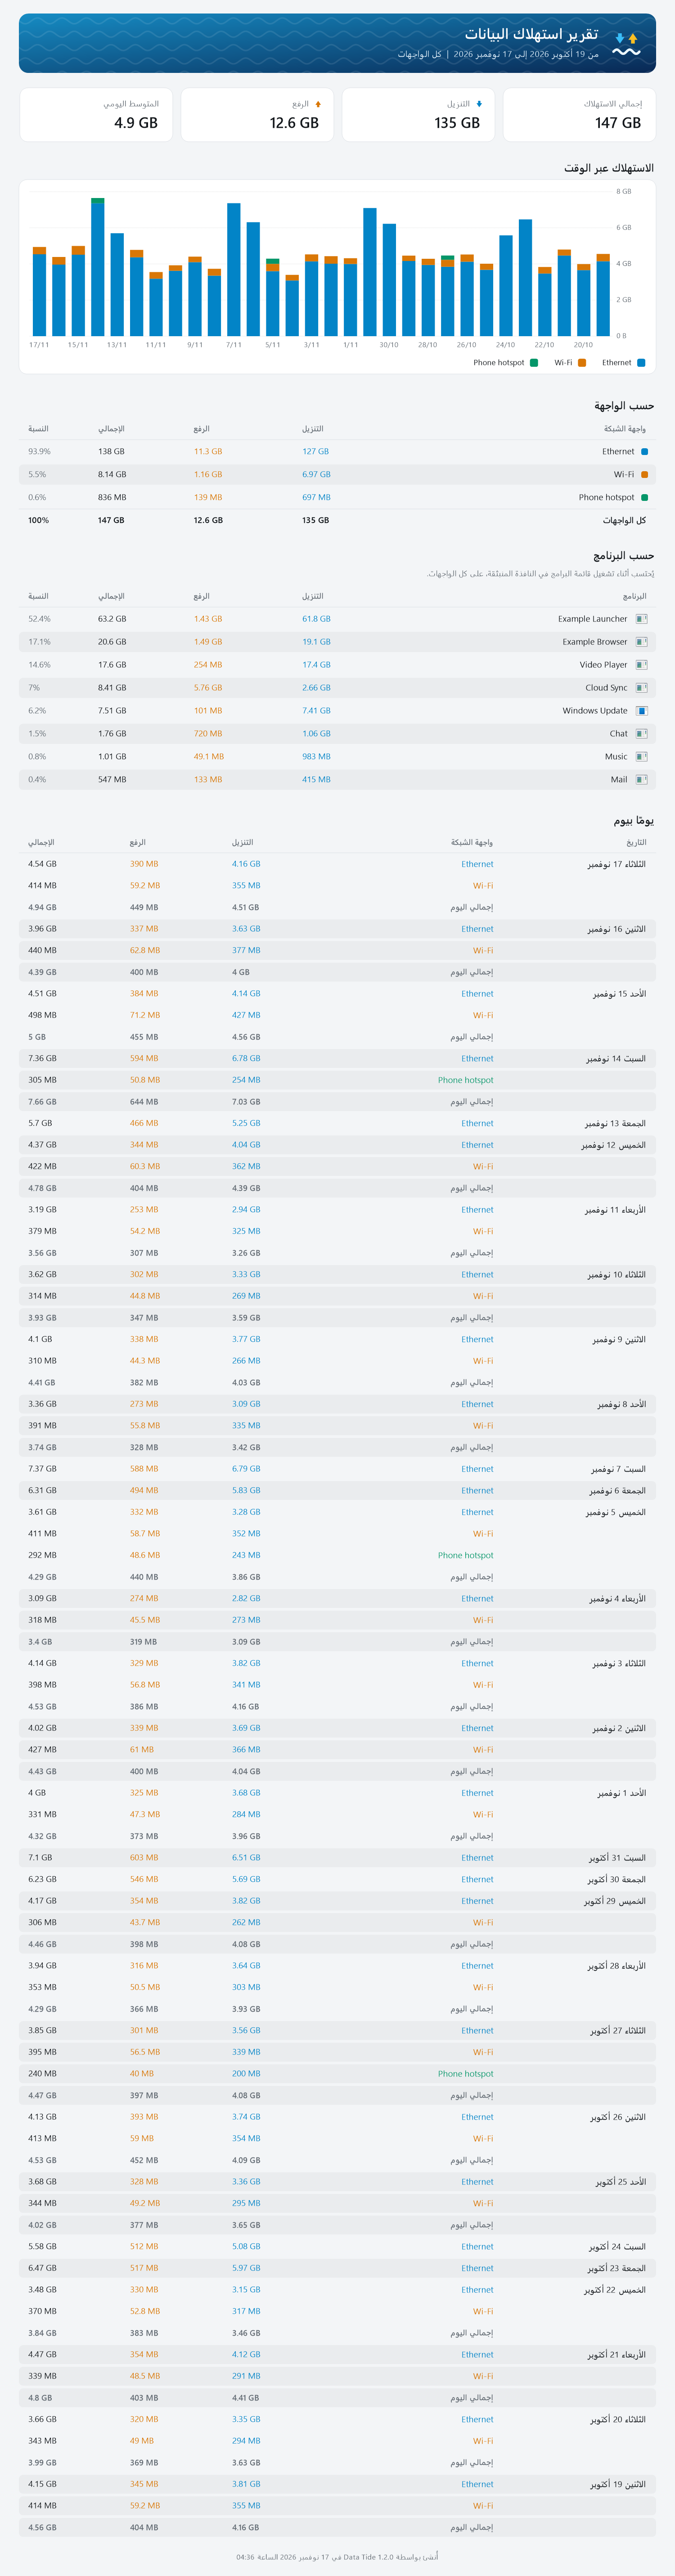 تقرير استهلاك البيانات
من 19 أكتوبر 2026 إلى 17 نوفمبر 2026 | كل الواجهات
إجمالي الاستهلاك
147 GB
التنزيل
135 GB
الرفع
12.6 GB
المتوسط اليومي
4.9 GB
الاستهلاك عبر الوقت
8 GB
6 GB
4 GB
2 GB
0 B
17/11 15/11 13/11 11/11 9/11 7/11 5/11 3/11 1/11 30/10 28/10 26/10 24/10 22/10 20/10
Ethernet Wi-Fi Phone hotspot
حسب الواجهة
واجهة الشبكة التنزيل الرفع الإجمالي النسبة
Ethernet 127 GB 11.3 GB 138 GB 93.9%
Wi-Fi 6.97 GB 1.16 GB 8.14 GB 5.5%
Phone hotspot 697 MB 139 MB 836 MB 0.6%
كل الواجهات 135 GB 12.6 GB 147 GB 100%
حسب البرنامج
يُحتسب أثناء تشغيل قائمة البرامج في النافذة المنبثقة، على كل الواجهات.
البرنامج التنزيل الرفع الإجمالي النسبة
Example Launcher 61.8 GB 1.43 GB 63.2 GB 52.4%
Example Browser 19.1 GB 1.49 GB 20.6 GB 17.1%
Video Player 17.4 GB 254 MB 17.6 GB 14.6%
Cloud Sync 2.66 GB 5.76 GB 8.41 GB 7%
Windows Update 7.41 GB 101 MB 7.51 GB 6.2%
Chat 1.06 GB 720 MB 1.76 GB 1.5%
Music 983 MB 49.1 MB 1.01 GB 0.8%
Mail 415 MB 133 MB 547 MB 0.4%
يومًا بيوم
التاريخ واجهة الشبكة التنزيل الرفع الإجمالي
الثلاثاء 17 نوفمبر Ethernet 4.16 GB 390 MB 4.54 GB
Wi-Fi 355 MB 59.2 MB 414 MB
إجمالي اليوم 4.51 GB 449 MB 4.94 GB
الاثنين 16 نوفمبر Ethernet 3.63 GB 337 MB 3.96 GB
Wi-Fi 377 MB 62.8 MB 440 MB
إجمالي اليوم 4 GB 400 MB 4.39 GB
الأحد 15 نوفمبر Ethernet 4.14 GB 384 MB 4.51 GB
Wi-Fi 427 MB 71.2 MB 498 MB
إجمالي اليوم 4.56 GB 455 MB 5 GB
السبت 14 نوفمبر Ethernet 6.78 GB 594 MB 7.36 GB
Phone hotspot 254 MB 50.8 MB 305 MB
إجمالي اليوم 7.03 GB 644 MB 7.66 GB
الجمعة 13 نوفمبر Ethernet 5.25 GB 466 MB 5.7 GB
الخميس 12 نوفمبر Ethernet 4.04 GB 344 MB 4.37 GB
Wi-Fi 362 MB 60.3 MB 422 MB
إجمالي اليوم 4.39 GB 404 MB 4.78 GB
الأربعاء 11 نوفمبر Ethernet 2.94 GB 253 MB 3.19 GB
Wi-Fi 325 MB 54.2 MB 379 MB
إجمالي اليوم 3.26 GB 307 MB 3.56 GB
الثلاثاء 10 نوفمبر Ethernet 3.33 GB 302 MB 3.62 GB
Wi-Fi 269 MB 44.8 MB 314 MB
إجمالي اليوم 3.59 GB 347 MB 3.93 GB
الاثنين 9 نوفمبر Ethernet 3.77 GB 338 MB 4.1 GB
Wi-Fi 266 MB 44.3 MB 310 MB
إجمالي اليوم 4.03 GB 382 MB 4.41 GB
الأحد 8 نوفمبر Ethernet 3.09 GB 273 MB 3.36 GB
Wi-Fi 335 MB 55.8 MB 391 MB
إجمالي اليوم 3.42 GB 328 MB 3.74 GB
السبت 7 نوفمبر Ethernet 6.79 GB 588 MB 7.37 GB
الجمعة 6 نوفمبر Ethernet 5.83 GB 494 MB 6.31 GB
الخميس 5 نوفمبر Ethernet 3.28 GB 332 MB 3.61 GB
Wi-Fi 352 MB 58.7 MB 411 MB
Phone hotspot 243 MB 48.6 MB 292 MB
إجمالي اليوم 3.86 GB 440 MB 4.29 GB
الأربعاء 4 نوفمبر Ethernet 2.82 GB 274 MB 3.09 GB
Wi-Fi 273 MB 45.5 MB 318 MB
إجمالي اليوم 3.09 GB 319 MB 3.4 GB
الثلاثاء 3 نوفمبر Ethernet 3.82 GB 329 MB 4.14 GB
Wi-Fi 341 MB 56.8 MB 398 MB
إجمالي اليوم 4.16 GB 386 MB 4.53 GB
الاثنين 2 نوفمبر Ethernet 3.69 GB 339 MB 4.02 GB
Wi-Fi 366 MB 61 MB 427 MB
إجمالي اليوم 4.04 GB 400 MB 4.43 GB
الأحد 1 نوفمبر Ethernet 3.68 GB 325 MB 4 GB
Wi-Fi 284 MB 47.3 MB 331 MB
إجمالي اليوم 3.96 GB 373 MB 4.32 GB
السبت 31 أكتوبر Ethernet 6.51 GB 603 MB 7.1 GB
الجمعة 30 أكتوبر Ethernet 5.69 GB 546 MB 6.23 GB
الخميس 29 أكتوبر Ethernet 3.82 GB 354 MB 4.17 GB
Wi-Fi 262 MB 43.7 MB 306 MB
إجمالي اليوم 4.08 GB 398 MB 4.46 GB
الأربعاء 28 أكتوبر Ethernet 3.64 GB 316 MB 3.94 GB
Wi-Fi 303 MB 50.5 MB 353 MB
إجمالي اليوم 3.93 GB 366 MB 4.29 GB
الثلاثاء 27 أكتوبر Ethernet 3.56 GB 301 MB 3.85 GB
Wi-Fi 339 MB 56.5 MB 395 MB
Phone hotspot 200 MB 40 MB 240 MB
إجمالي اليوم 4.08 GB 397 MB 4.47 GB
الاثنين 26 أكتوبر Ethernet 3.74 GB 393 MB 4.13 GB
Wi-Fi 354 MB 59 MB 413 MB
إجمالي اليوم 4.09 GB 452 MB 4.53 GB
الأحد 25 أكتوبر Ethernet 3.36 GB 328 MB 3.68 GB
Wi-Fi 295 MB 49.2 MB 344 MB
إجمالي اليوم 3.65 GB 377 MB 4.02 GB
السبت 24 أكتوبر Ethernet 5.08 GB 512 MB 5.58 GB
الجمعة 23 أكتوبر Ethernet 5.97 GB 517 MB 6.47 GB
الخميس 22 أكتوبر Ethernet 3.15 GB 330 MB 3.48 GB
Wi-Fi 317 MB 52.8 MB 370 MB
إجمالي اليوم 3.46 GB 383 MB 3.84 GB
الأربعاء 21 أكتوبر Ethernet 4.12 GB 354 MB 4.47 GB
Wi-Fi 291 MB 48.5 MB 339 MB
إجمالي اليوم 4.41 GB 403 MB 4.8 GB
الثلاثاء 20 أكتوبر Ethernet 3.35 GB 320 MB 3.66 GB
Wi-Fi 294 MB 49 MB 343 MB
إجمالي اليوم 3.63 GB 369 MB 3.99 GB
الاثنين 19 أكتوبر Ethernet 3.81 GB 345 MB 4.15 GB
Wi-Fi 355 MB 59.2 MB 414 MB
إجمالي اليوم 4.16 GB 404 MB 4.56 GB
أُنشئ بواسطة Data Tide 1.2.0 في 17 نوفمبر 2026 الساعة 04:36